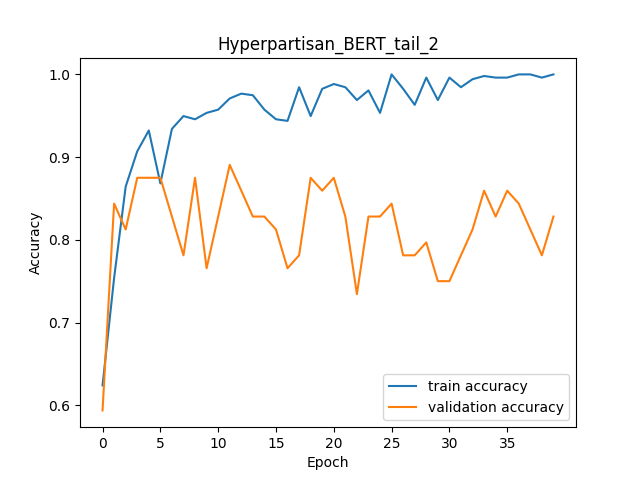 Hyperpartisan_BERT_tail_2
Accuracy
1.0
0.9
0.8
0.7
0.6
0
5
10
15
20
25
30
35
Epoch
train accuracy
validation accuracy